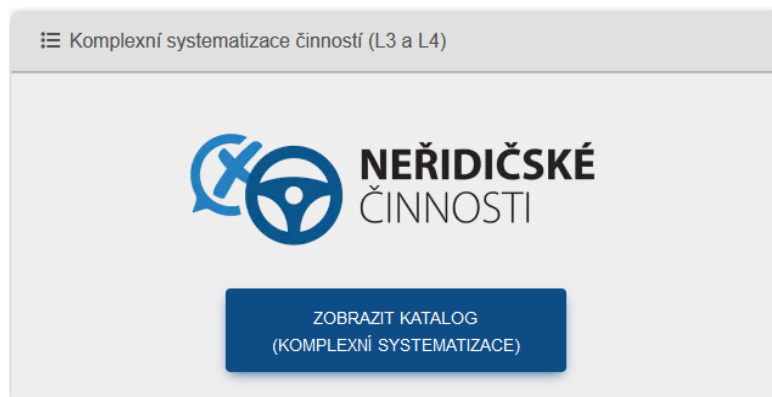 Komplexní systematizace činností (L3 a L4)
NEŘIDIČSKÉ
ČINNOSTI
ZOBRAZIT KATALOG
(KOMPLEXNÍ SYSTEMATIZACE)